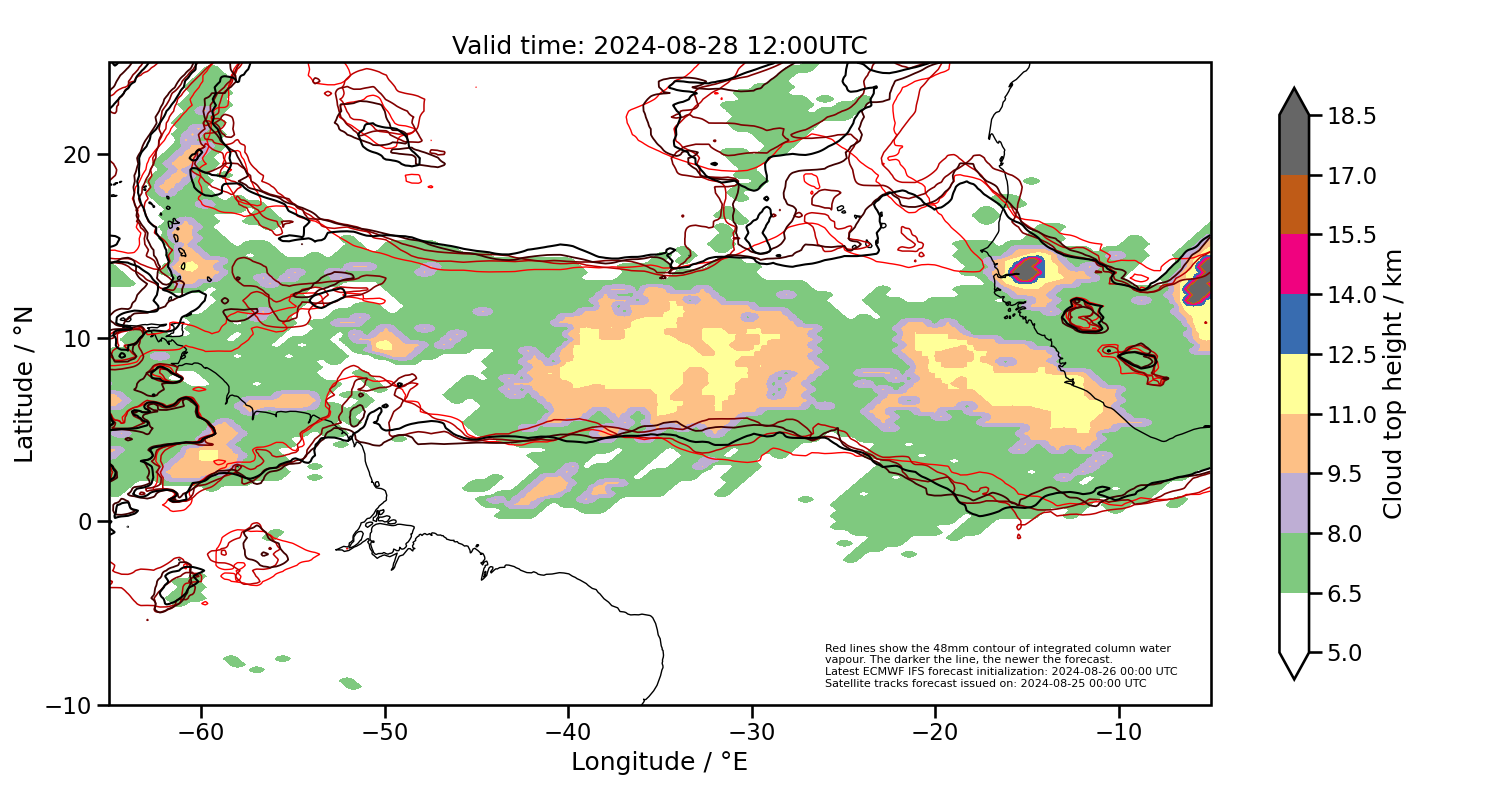 Valid time: 2024-08-28 12:00UTC
20
10
0
−10
Latitude / °N
−60
−50
−40
−30
−20
−10
Longitude / °E
Red lines show the 48mm contour of integrated column water
vapour. The darker the line, the newer the forecast.
Latest ECMWF IFS forecast initialization: 2024-08-26 00:00 UTC
Satellite tracks forecast issued on: 2024-08-25 00:00 UTC
18.5
17.0
15.5
14.0
12.5
11.0
9.5
8.0
6.5
5.0
Cloud top height / km